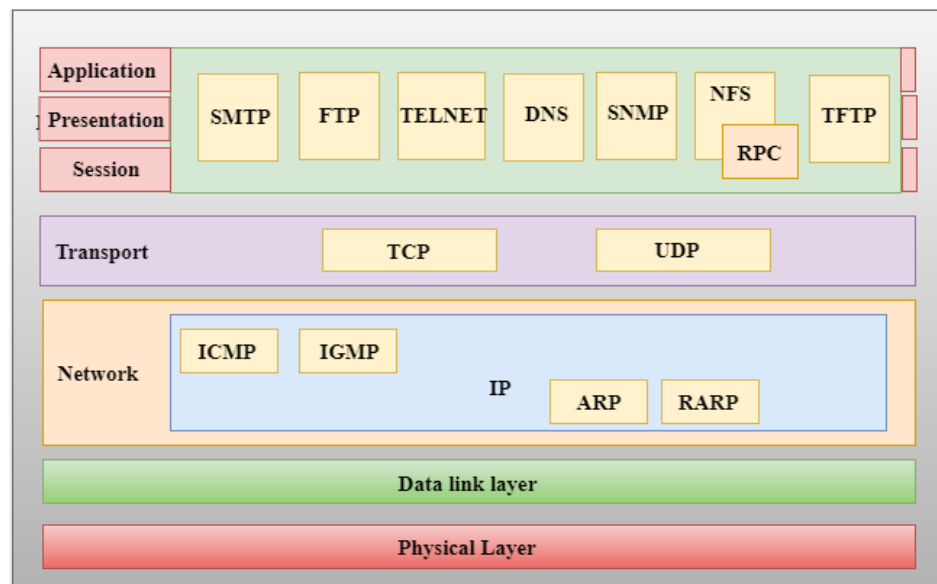 Application
Presentation
Session
SMTP
FTP
TELNET
DNS
SNMP
NFS
RPC
TFTP
Transport
TCP
UDP
Network
ICMP
IGMP
IP
ARP
RARP
Data link layer
Physical Layer